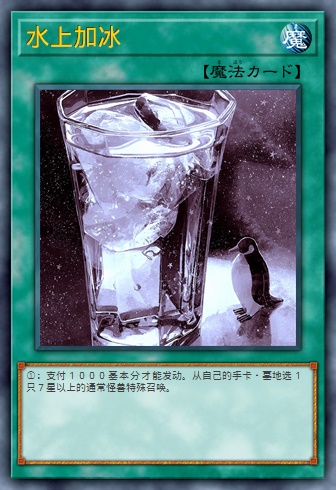 水上加冰
魔
【魔法カード】
①：支付１０００基本分才能发动。从自己的手卡·墓地选１
只７星以上的通常怪兽特殊召唤。